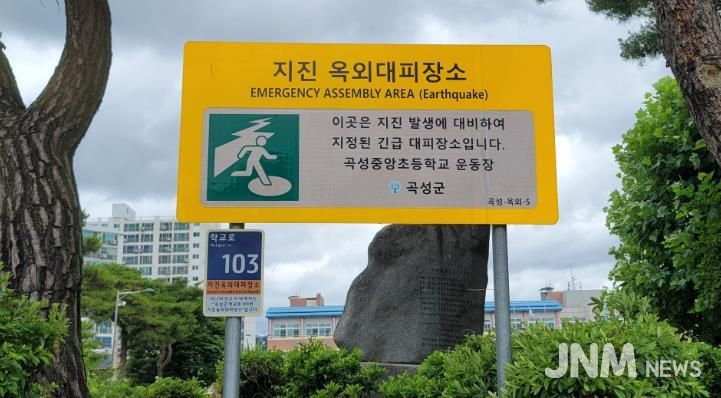 지진 옥외대피장소
EMERGENCY ASSEMBLY AREA (Earthquake)
이곳은 지진 발생에 대비하여
지정된 긴급 대피장소입니다.
곡성중앙초등학교 운동장
곡성군
곡성-옥외-5
학교로
103
지진옥외대피장소
JNM NEWS